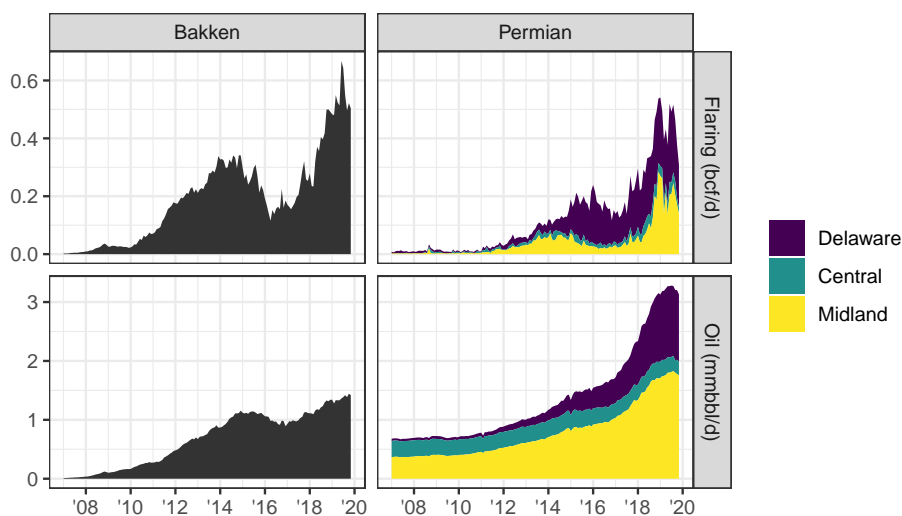 Bakken
Permian
0.6
0.4
0.2
0.0
Flaring (bcf/d)
3
2
1
0
Oil (mmbbl/d)
'08 '10 '12 '14 '16 '18 '20
'08 '10 '12 '14 '16 '18 '20
Delaware
Central
Midland